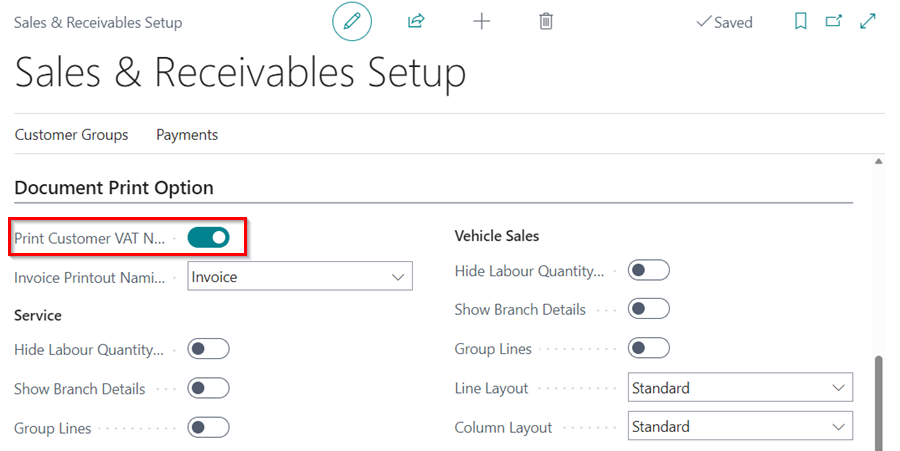 Sales & Receivables Setup
Saved
Sales & Receivables Setup
Customer Groups Payments
Document Print Option
Print Customer VAT N...
Invoice Printout Nami... Invoice
Service
Hide Labour Quantity...
Show Branch Details
Group Lines
Vehicle Sales
Hide Labour Quantity...
Show Branch Details
Group Lines
Line Layout Standard
Column Layout Standard